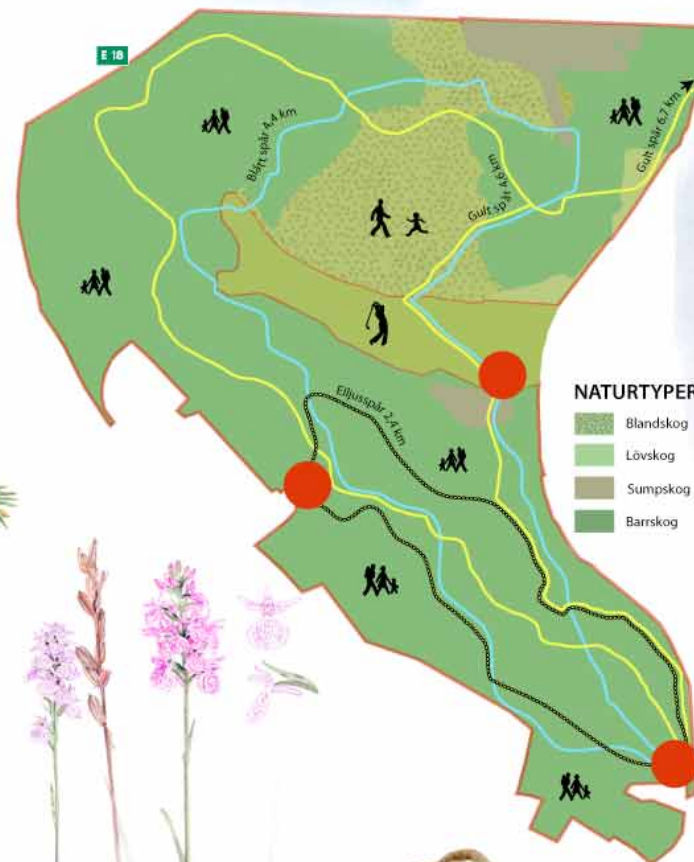 E 18
Blått spår 4,4 km
Gult spår 4,6 km
Gult spår 6,7 km
Elljusspår 2,4 km
NATURTYPER
Blandskog
Lövskog
Sumpskog
Barrskog